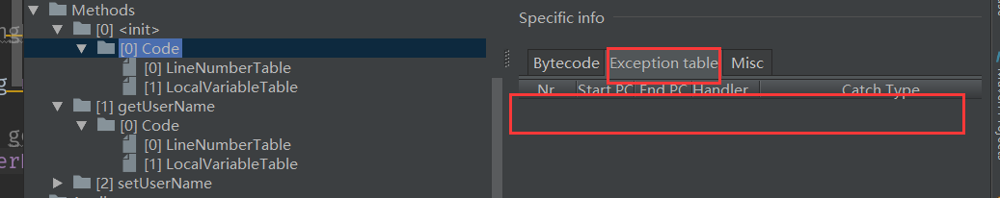 Methods
[0] <init>
[0] Code
[0] LineNumberTable
[1] LocalVariableTable
[1] getUserName
[0] Code
[0] LineNumberTable
[1] LocalVariableTable
[2] setUserName
Specific info
Bytecode Exception table Misc
Nr. Start PC End PC Handler Catch Type